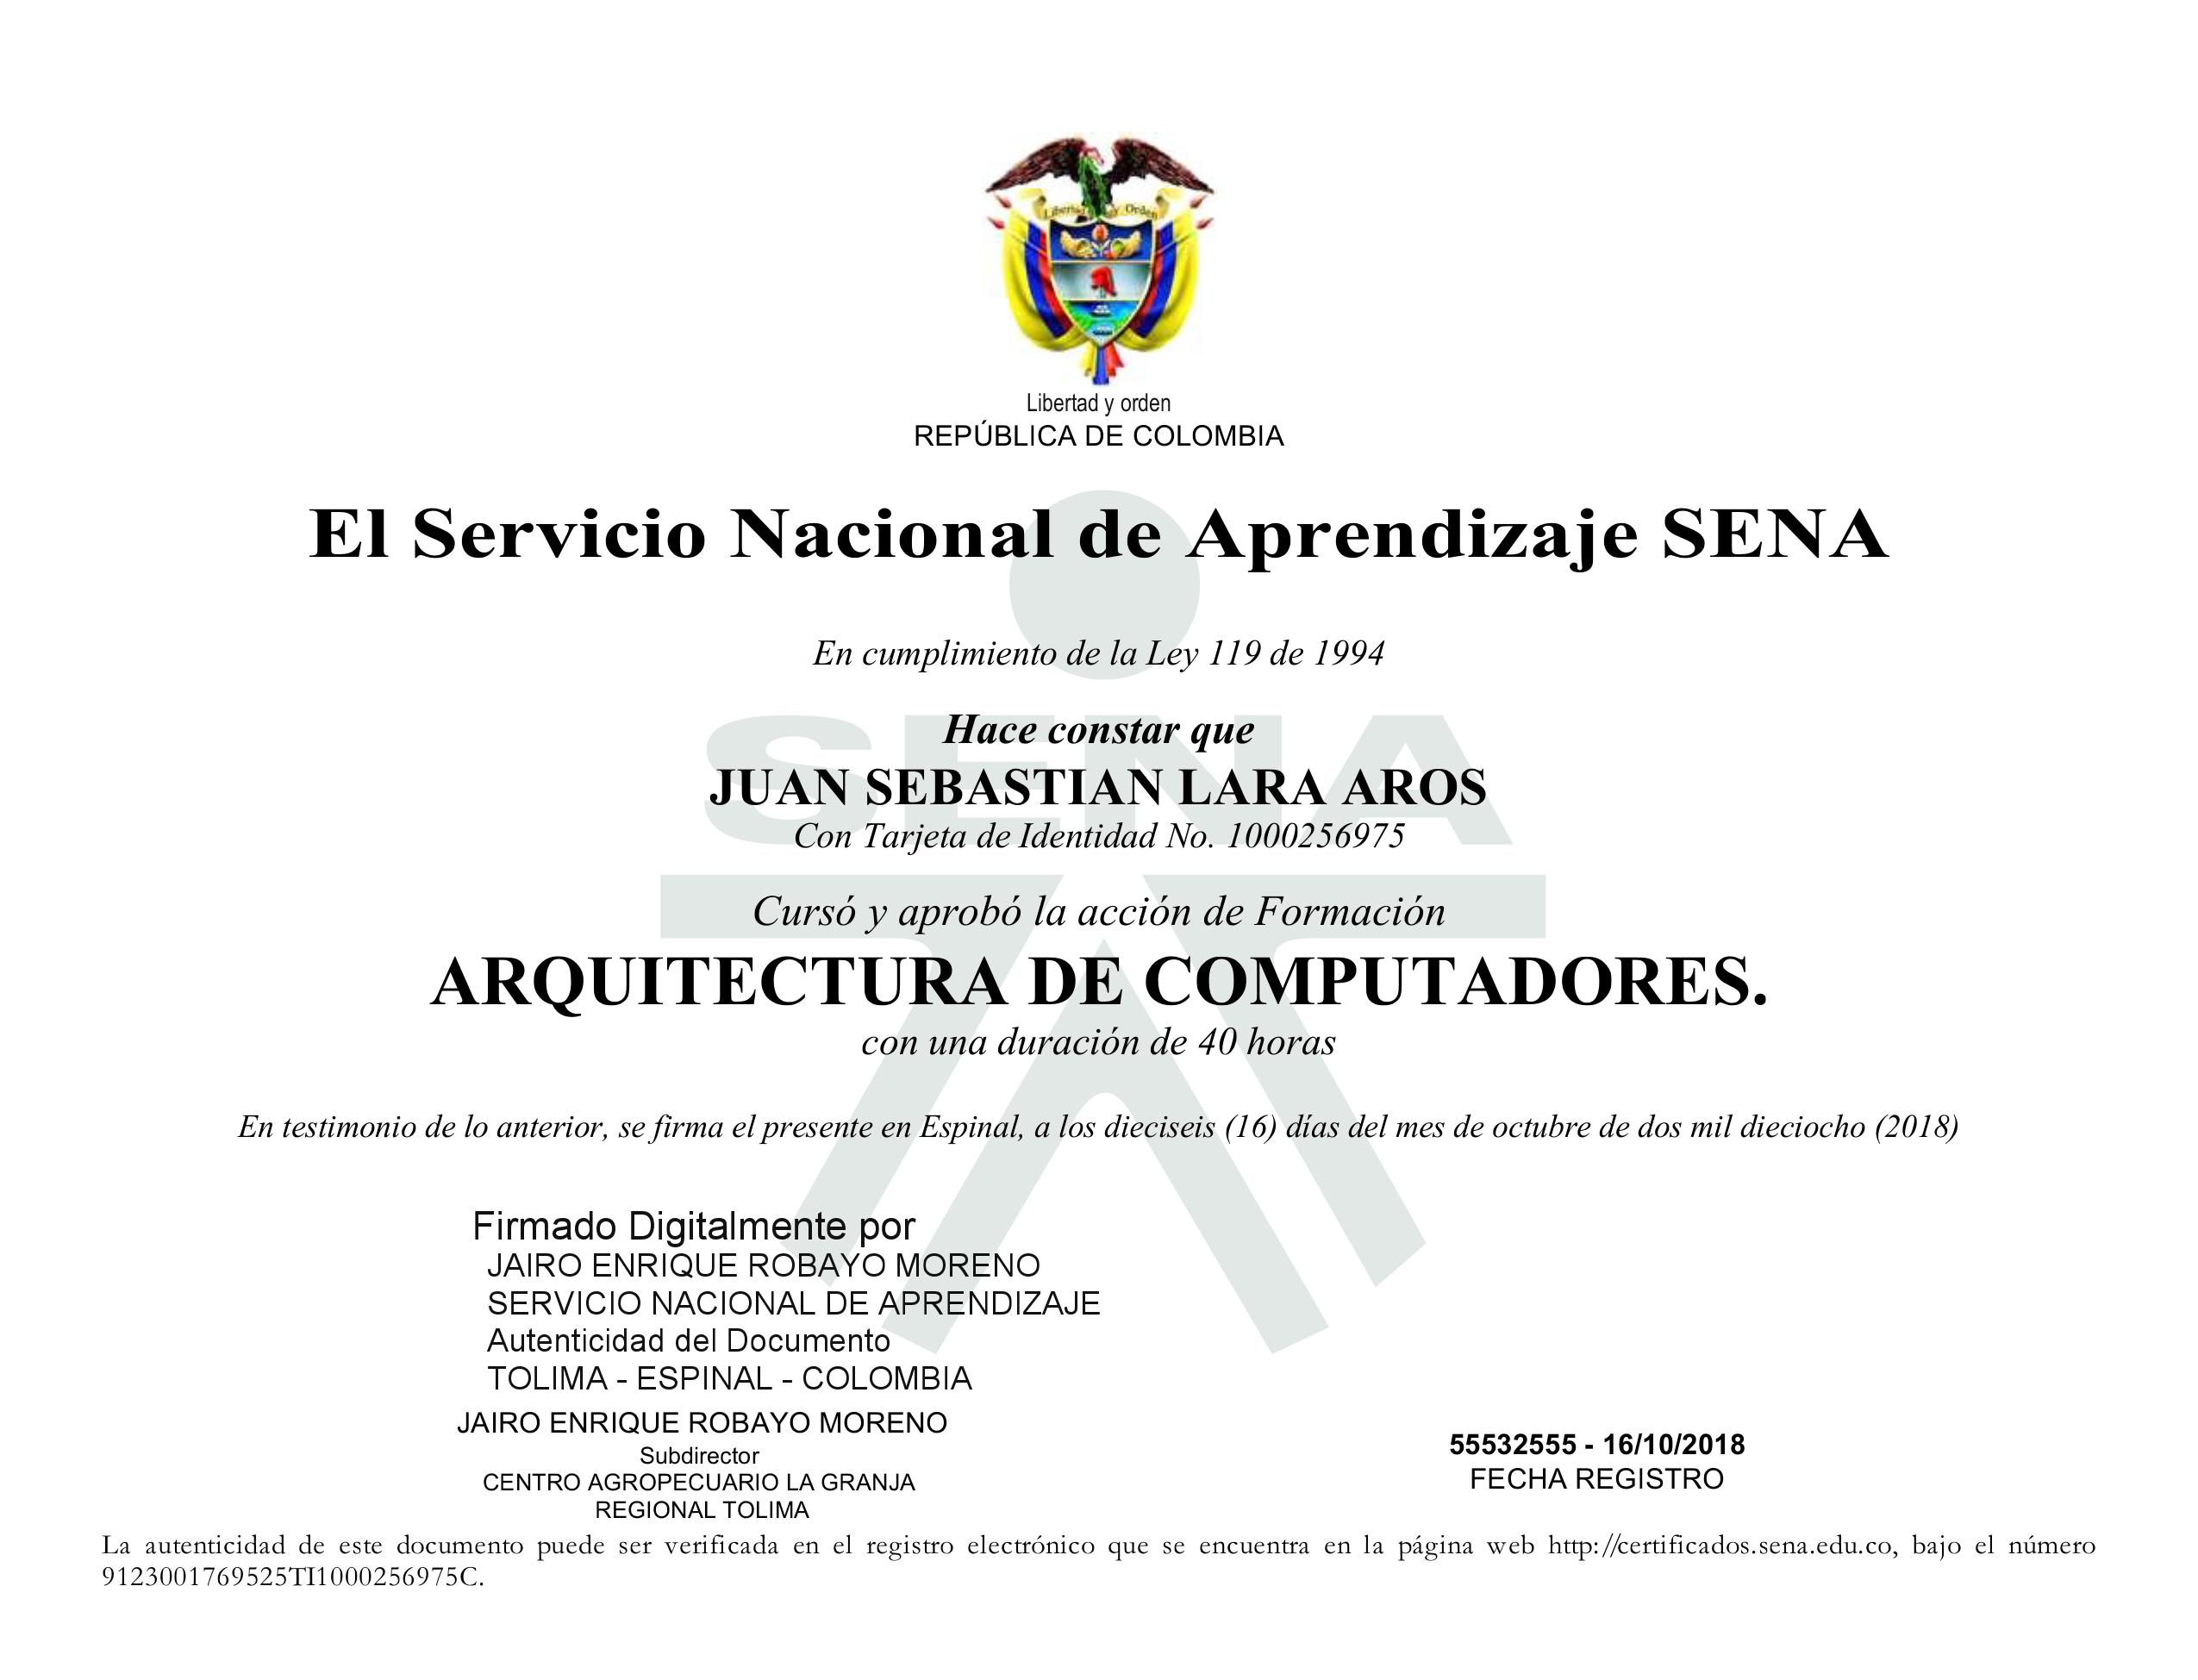 Libertad y Orden
Libertad y orden
REPÚBLICA DE COLOMBIA
El Servicio Nacional de Aprendizaje SENA
En cumplimiento de la Ley 119 de 1994
SENA
Hace constar que
JUAN SEBASTIAN LARA AROS
Con Tarjeta de Identidad No. 1000256975
Cursó y aprobó la acción de Formación
ARQUITECTURA DE COMPUTADORES.
con una duración de 40 horas
En testimonio de lo anterior, se firma el presente en Espinal, a los dieciseis (16) días del mes de octubre de dos mil dieciocho (2018)
Firmado Digitalmente por
JAIRO ENRIQUE ROBAYO MORENO
SERVICIO NACIONAL DE APRENDIZAJE
Autenticidad del Documento
TOLIMA - ESPINAL - COLOMBIA
JAIRO ENRIQUE ROBAYO MORENO
Subdirector
CENTRO AGROPECUARIO LA GRANJA
REGIONAL TOLIMA
55532555 - 16/10/2018
FECHA REGISTRO
La autenticidad de este documento puede ser verificada en el registro electrónico que se encuentra en la página web http://certificados.sena.edu.co, bajo el número
9123001769525TI1000256975C.